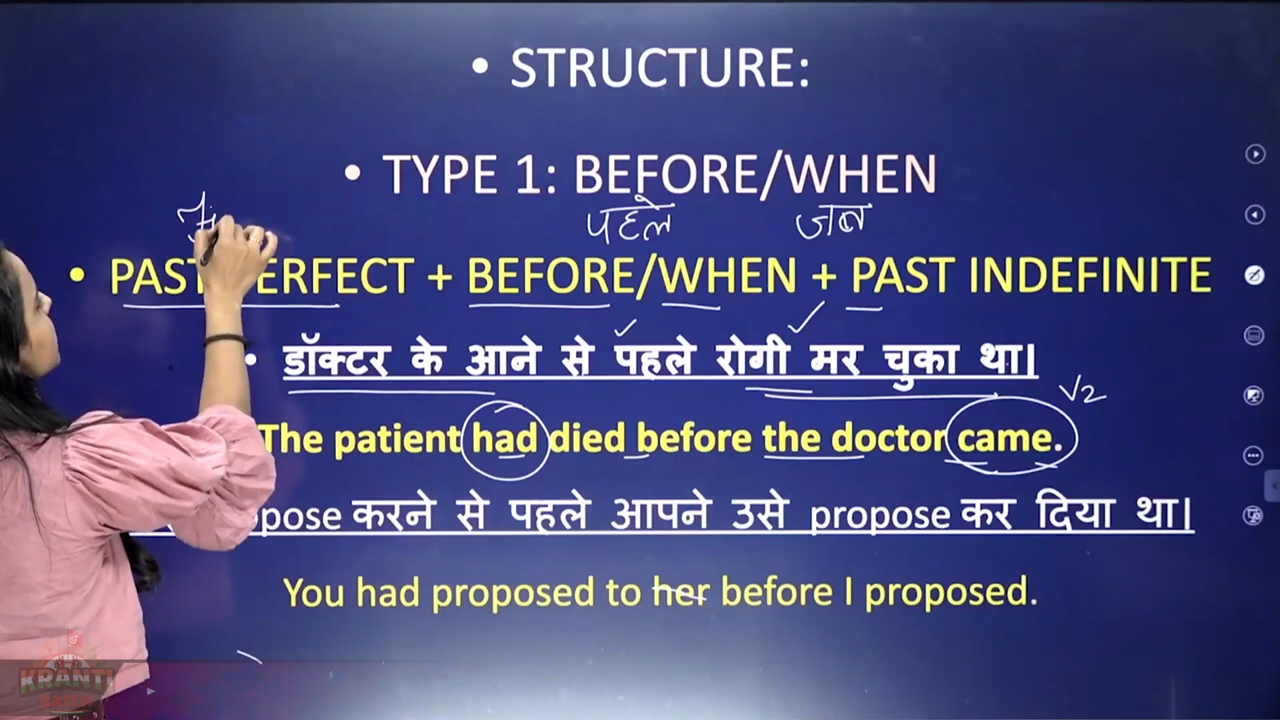 • STRUCTURE:
• TYPE 1: BEFORE/WHEN
पहले जब
• PAST PERFECT + BEFORE/WHEN + PAST INDEFINITE
• डॉक्टर के आने से पहले रोगी मर चुका था।
V2
The patient had died before the doctor came.
करने से पहले आपने उसे propose कर दिया था।
You had proposed to her before I proposed.
KRANTI